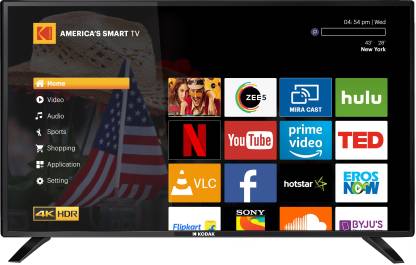 AMERICA'S SMART TV
04:54 pm | Wed
43° - 28°
New York
Home
Video
Audio
Sports
Shopping
Application
Setting
4K HDR
ZEE5
MIRA CAST
hulu
NETFLIX
N
YouTube
prime video
TED
VLC
f
hotstar
EROS NOW
Flipkart
SONY
B BYJU'S
KODAK